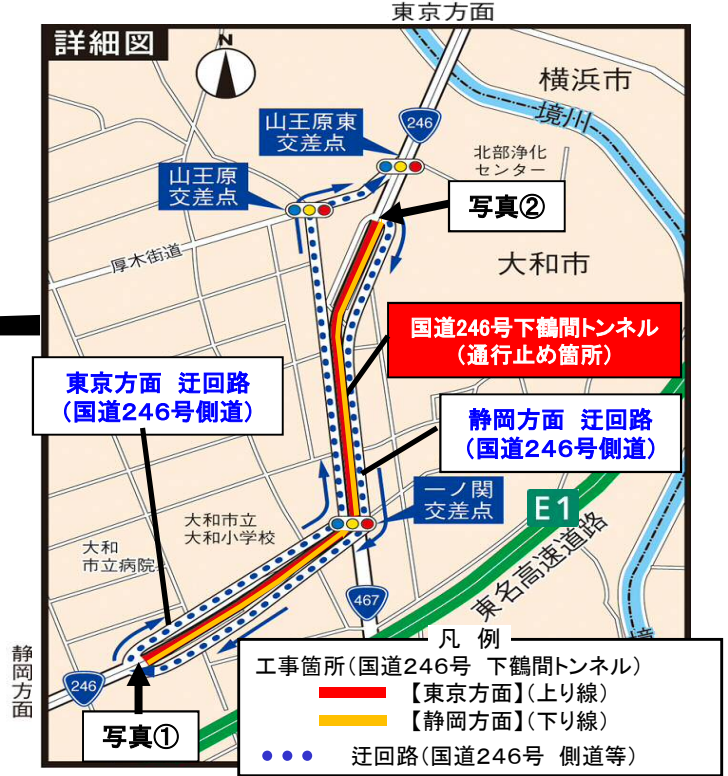 東京方面
詳細図
N
横浜市
境川
246
山王原東
交差点
北部浄化
センター
山王原
交差点
写真②
厚木街道
大和市
国道246号下鶴間トンネル
(通行止め箇所)
東京方面 迂回路
(国道246号側道)
静岡方面 迂回路
(国道246号側道)
一ノ関
交差点
E1
大和市立
大和小学校
東名高速道路
大和
市立病院
467
境
静岡方面
246
写真①
凡 例
工事箇所(国道246号 下鶴間トンネル)
【東京方面】(上り線)
【静岡方面】(下り線)
迂回路(国道246号 側道等)